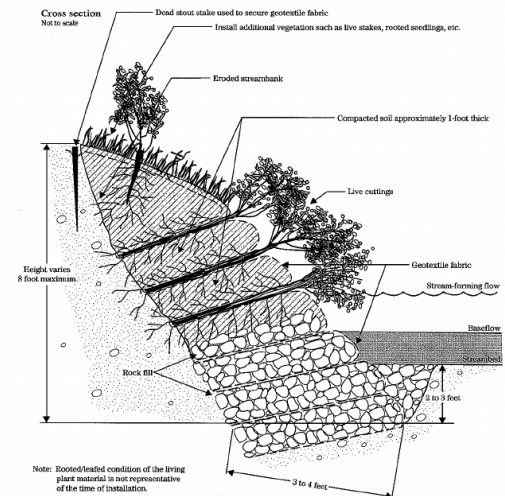 Cross section
Not to scale
Dead stout stake used to secure geotextile fabric
Install additional vegetation such as live stakes, rooted seedlings, etc.
Eroded streambank
Compacted soil approximately 1-foot thick
Live cuttings
Height varies
8 foot maximum
Geotextile fabric
Stream-forming flow
Baseflow
Streambed
Rock fill
2 to 3 feet
3 to 4 feet
Note: Rooted/leafed condition of the living
plant material is not representative
of the time of installation.